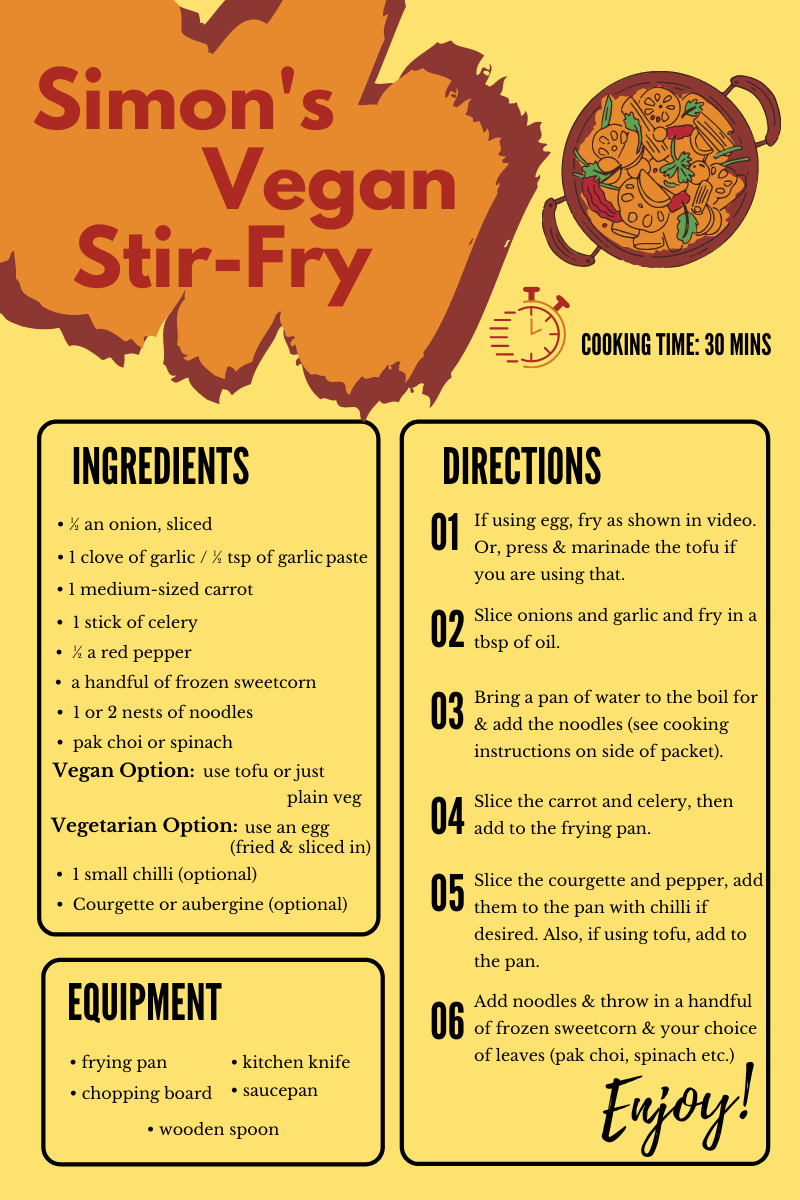 Simon's
Vegan
Stir-Fry
COOKING TIME: 30 MINS
INGREDIENTS
• ½ an onion, sliced
• 1 clove of garlic / ½ tsp of garlic paste
• 1 medium-sized carrot
• 1 stick of celery
• ½ a red pepper
• a handful of frozen sweetcorn
• 1 or 2 nests of noodles
• pak choi or spinach
Vegan Option: use tofu or just
plain veg
Vegetarian Option: use an egg
(fried & sliced in)
• 1 small chilli (optional)
• Courgette or aubergine (optional)
EQUIPMENT
• frying pan
• kitchen knife
• chopping board
• saucepan
• wooden spoon
DIRECTIONS
01 If using egg, fry as shown in video.
Or, press & marinade the tofu if
you are using that.
02 Slice onions and garlic and fry in a
tbsp of oil.
03 Bring a pan of water to the boil for
& add the noodles (see cooking
instructions on side of packet).
04 Slice the carrot and celery, then
add to the frying pan.
05 Slice the courgette and pepper, add
them to the pan with chilli if
desired. Also, if using tofu, add to
the pan.
06 Add noodles & throw in a handful
of frozen sweetcorn & your choice
of leaves (pak choi, spinach etc.)
Enjoy!